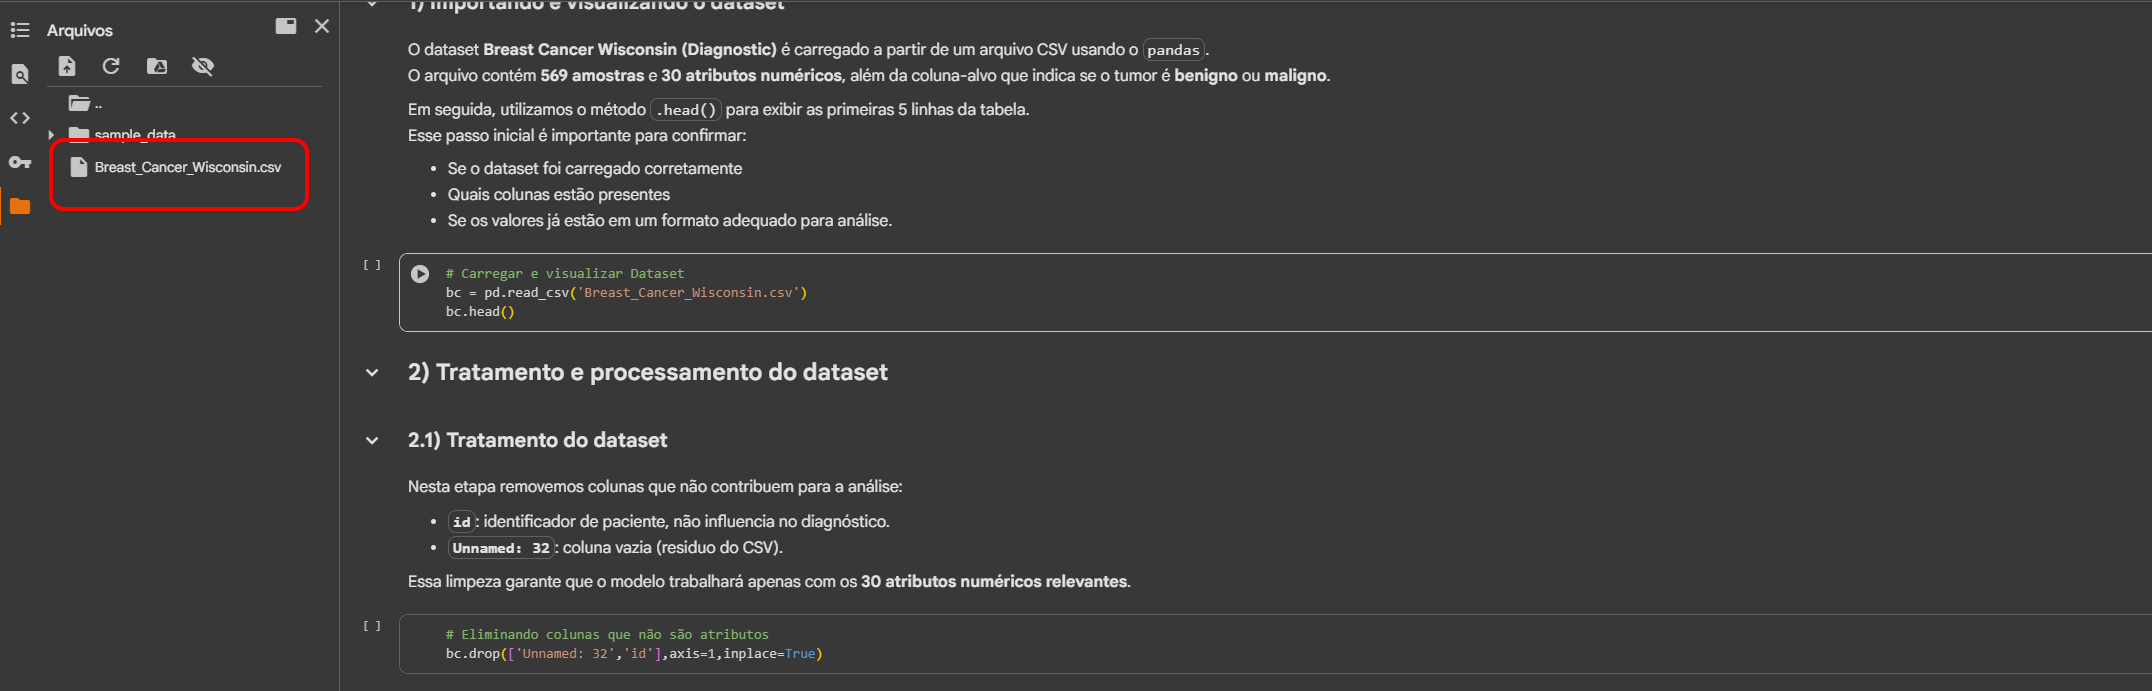 Arquivos
..
sample_data
Breast_Cancer_Wisconsin.csv
1) Importando e visualizando o dataset
O dataset Breast Cancer Wisconsin (Diagnostic) é carregado a partir de um arquivo CSV usando o pandas.
O arquivo contém 569 amostras e 30 atributos numéricos, além da coluna-alvo que indica se o tumor é benigno ou maligno.
Em seguida, utilizamos o método .head() para exibir as primeiras 5 linhas da tabela.
Esse passo inicial é importante para confirmar:
• Se o dataset foi carregado corretamente
• Quais colunas estão presentes
• Se os valores já estão em um formato adequado para análise.
[ ]
# Carregar e visualizar Dataset
bc = pd.read_csv('Breast_Cancer_Wisconsin.csv')
bc.head()
2) Tratamento e processamento do dataset
2.1) Tratamento do dataset
Nesta etapa removemos colunas que não contribuem para a análise:
• id: identificador de paciente, não influencia no diagnóstico.
• Unnamed: 32: coluna vazia (residuo do CSV).
Essa limpeza garante que o modelo trabalhará apenas com os 30 atributos numéricos relevantes.
[ ]
# Eliminando colunas que não são atributos
bc.drop(['Unnamed: 32','id'],axis=1,inplace=True)